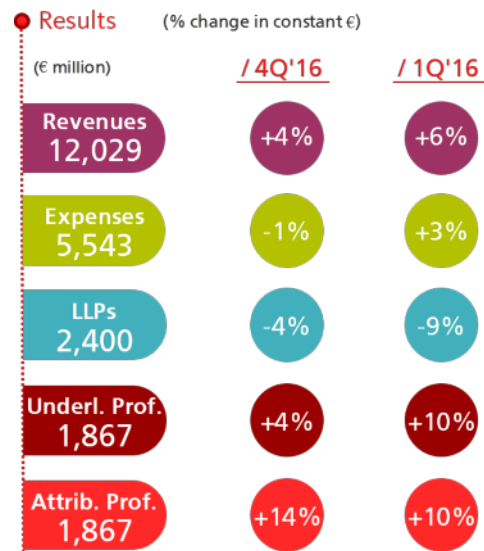 Results (% change in constant €)
(€ million) / 4Q'16 / 1Q'16
Revenues
12,029 +4% +6%
Expenses
5,543 -1% +3%
LLPs
2,400 -4% -9%
Underl. Prof.
1,867 +4% +10%
Attrib. Prof.
1,867 +14% +10%